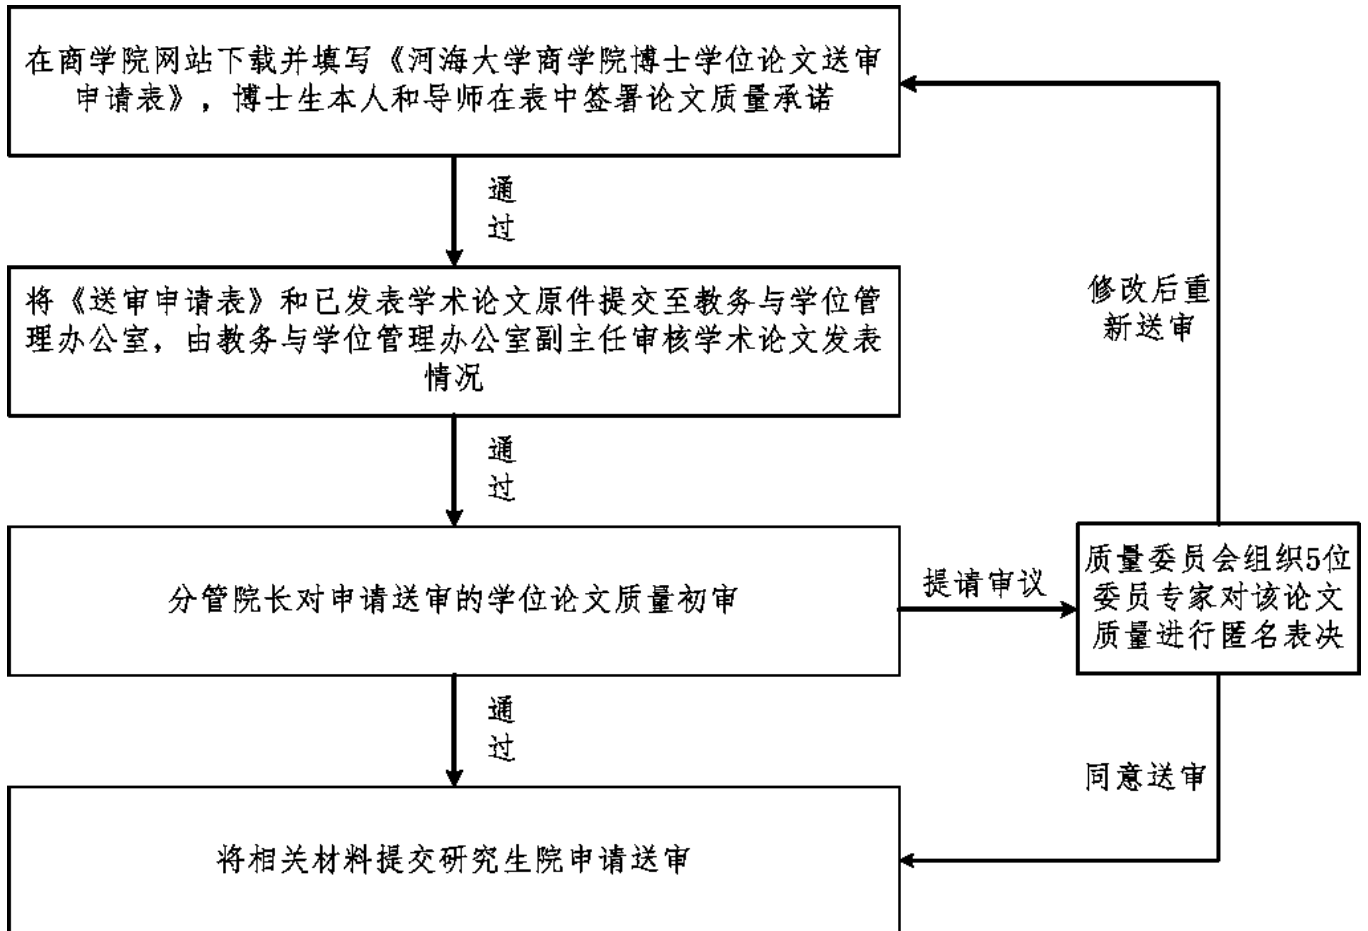 在商学院网站下载并填写《河海大学商学院博士学位论文送审
申请表》，博士生本人和导师在表中签署论文质量承诺
通
过
将《送审申请表》和已发表学术论文原件提交至教务与学位管
理办公室，由教务与学位管理办公室副主任审核学术论文发表
情况
修改后重
新送审
通
过
分管院长对申请送审的学位论文质量初审
提请审议
质量委员会组织5位
委员专家对该论文
质量进行匿名表决
通
过
同意送审
将相关材料提交研究生院申请送审